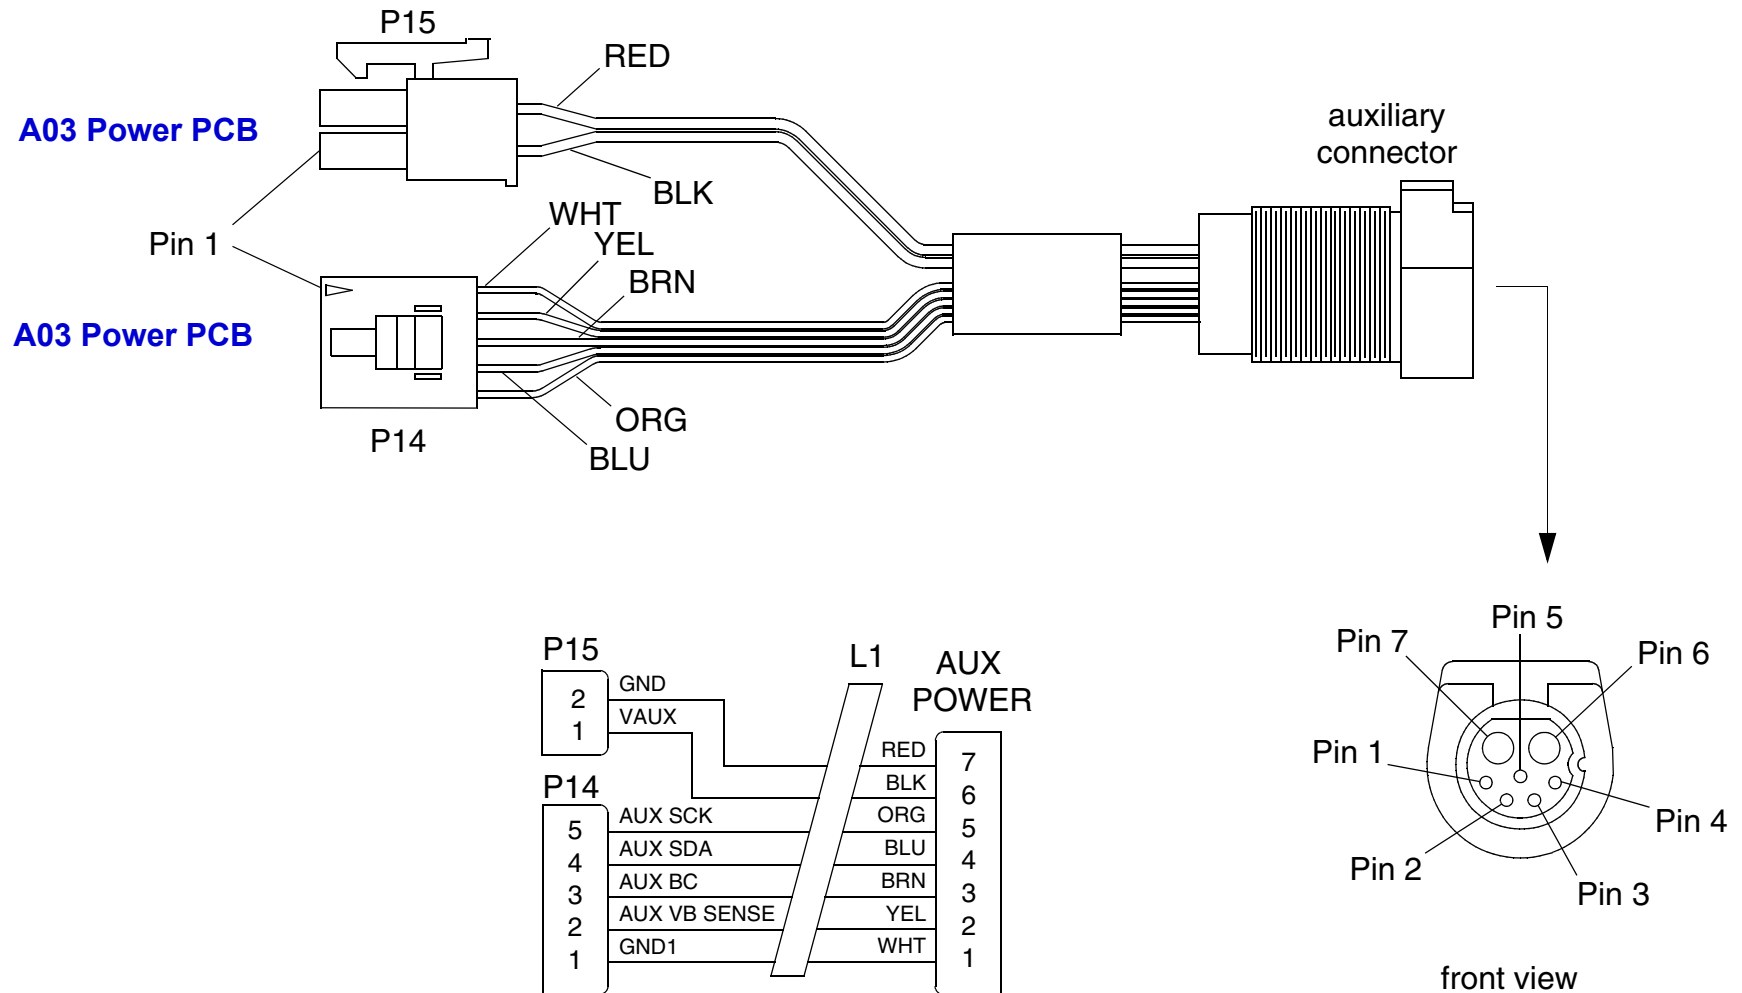 P15
RED
A03 Power PCB
BLK
auxiliary
connector
Pin 1
WHT
YEL
BRN
A03 Power PCB
ORG
BLU
P14
P15
2 GND
1 VAUX
P14
5 AUX SCK
4 AUX SDA
3 AUX BC
2 AUX VB SENSE
1 GND1
L1
AUX
POWER
RED 7
BLK 6
ORG 5
BLU 4
BRN 3
YEL 2
WHT 1
Pin 5
Pin 7
Pin 6
Pin 1
Pin 4
Pin 2
Pin 3
front view